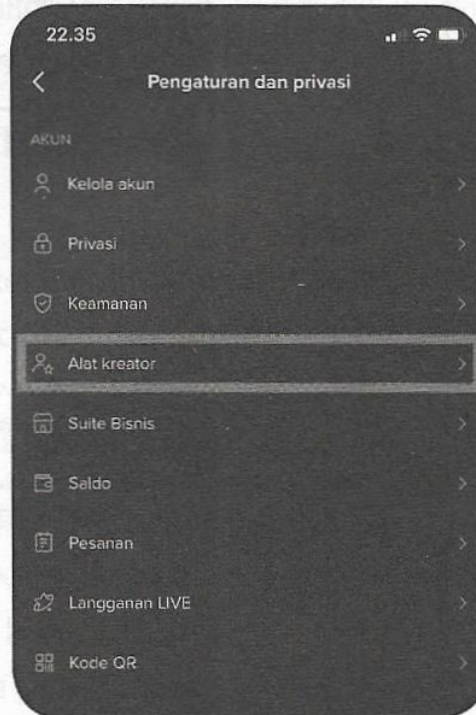 22.35
Pengaturan dan privasi
AKUN
Kelola akun
Privasi
Keamanan
Alat kreator
Suite Bisnis
Saldo
Pesanan
Langganan LIVE
Kode QR